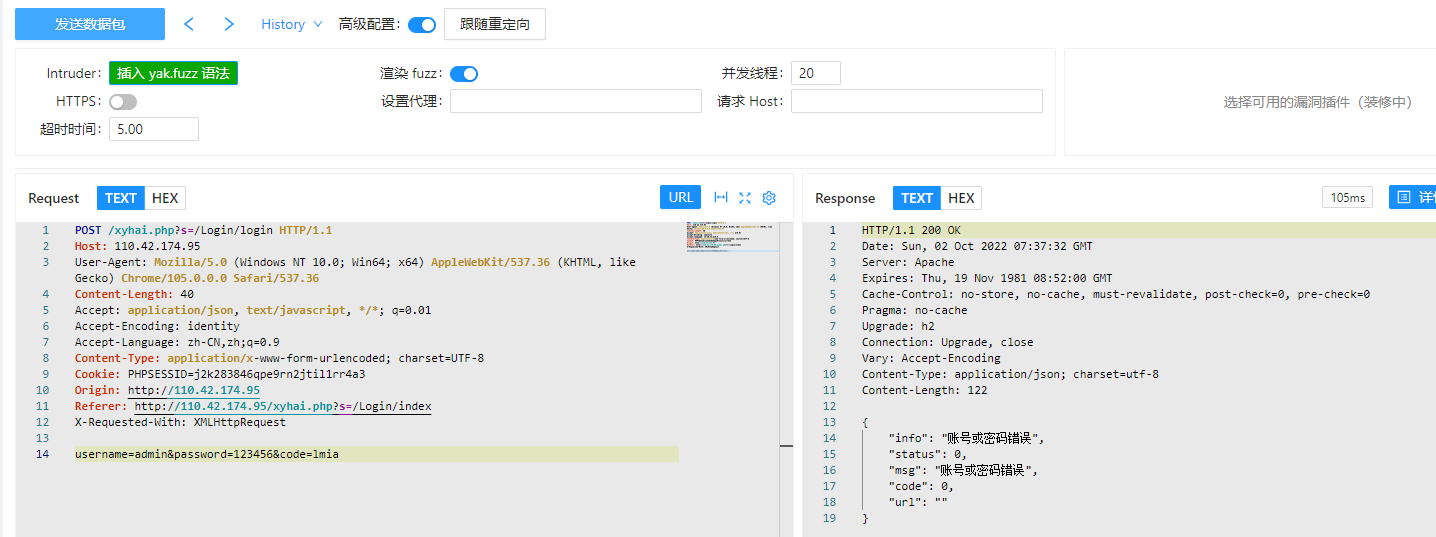 发送数据包 History 高级配置: 跟随重定向
Intruder: 插入 yak.fuzz 语法 渲染 fuzz: 并发线程: 20
HTTPS: 设置代理: 请求 Host: 选择可用的漏洞插件（装修中）
超时时间: 5.00
Request TEXT HEX URL
1 POST /xyhai.php?s=/Login/login HTTP/1.1
2 Host: 110.42.174.95
3 User-Agent: Mozilla/5.0 (Windows NT 10.0; Win64; x64) AppleWebKit/537.36 (KHTML, like
Gecko) Chrome/105.0.0.0 Safari/537.36
4 Content-Length: 40
5 Accept: application/json, text/javascript, */*; q=0.01
6 Accept-Encoding: identity
7 Accept-Language: zh-CN,zh;q=0.9
8 Content-Type: application/x-www-form-urlencoded; charset=UTF-8
9 Cookie: PHPSESSID=j2k283846qpe9rn2jtil1rr4a3
10 Origin: http://110.42.174.95
11 Referer: http://110.42.174.95/xyhai.php?s=/Login/index
12 X-Requested-With: XMLHttpRequest
13
14 username=admin&password=123456&code=lmia
Response TEXT HEX 105ms
1 HTTP/1.1 200 OK
2 Date: Sun, 02 Oct 2022 07:37:32 GMT
3 Server: Apache
4 Expires: Thu, 19 Nov 1981 08:52:00 GMT
5 Cache-Control: no-store, no-cache, must-revalidate, post-check=0, pre-check=0
6 Pragma: no-cache
7 Upgrade: h2
8 Connection: Upgrade, close
9 Vary: Accept-Encoding
10 Content-Type: application/json; charset=utf-8
11 Content-Length: 122
12
13 {
14 "info": "账号或密码错误",
15 "status": 0,
16 "msg": "账号或密码错误",
17 "code": 0,
18 "url": ""
19 }